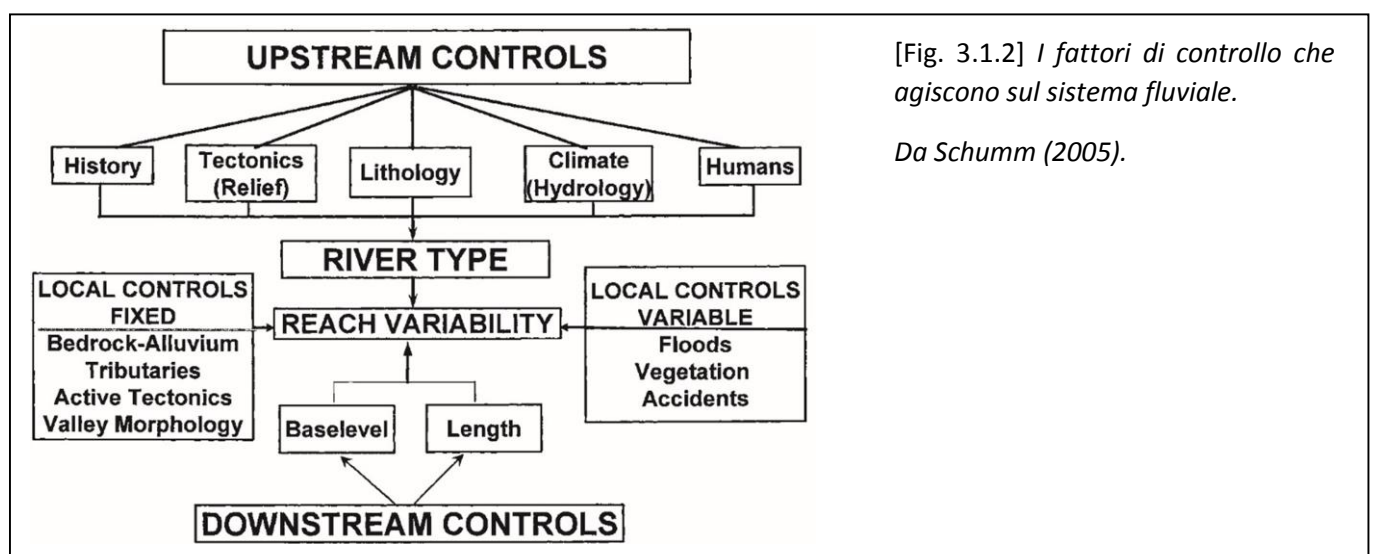 UPSTREAM CONTROLS
History
Tectonics
(Relief)
Lithology
Climate
(Hydrology)
Humans
RIVER TYPE
LOCAL CONTROLS
FIXED
Bedrock-Alluvium
Tributaries
Active Tectonics
Valley Morphology
REACH VARIABILITY
LOCAL CONTROLS
VARIABLE
Floods
Vegetation
Accidents
Baselevel
Length
DOWNSTREAM CONTROLS
[Fig. 3.1.2] I fattori di controllo che
agiscono sul sistema fluviale.
Da Schumm (2005).